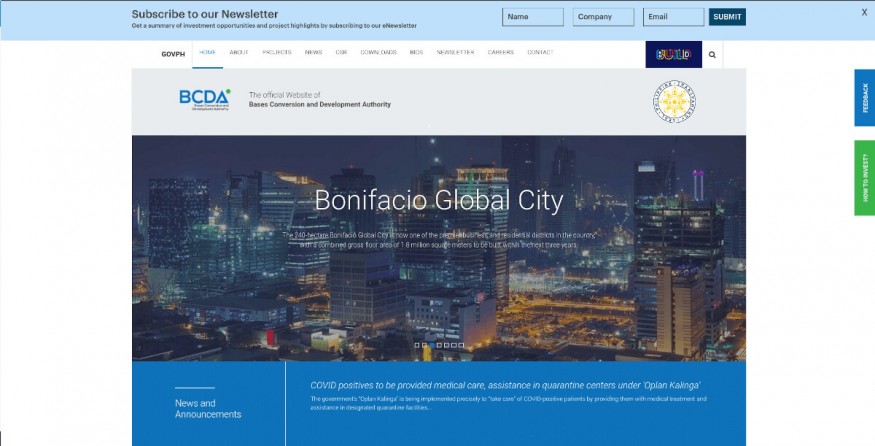 Subscribe to our Newsletter
Get a summary of investment opportunities and project highlights by subscribing to our eNewsletter
Name
Company
Email
SUBMIT
X
GOVPH
HOME
ABOUT
PROJECTS
NEWS
CSR
DOWNLOADS
BIDS
NEWSLETTER
CAREERS
CONTACT
BUILD
BCDA
Bases Conversion and
Development Authority
The official Website of
Bases Conversion and Development Authority
FEEDBACK
HOW TO INVEST?
Bonifacio Global City
The 240-hectare Bonifacio Global City is now one of the premier business and residential districts in the country,
with a combined gross floor area of 1.8 million square meters to be built within the next three years.
News and
Announcements
COVID positives to be provided medical care, assistance in quarantine centers under 'Oplan Kalinga'
The government's "Oplan Kalinga" is being implemented precisely to "take care" of COVID-positive patients by providing them with medical treatment and
assistance in designated quarantine facilities...